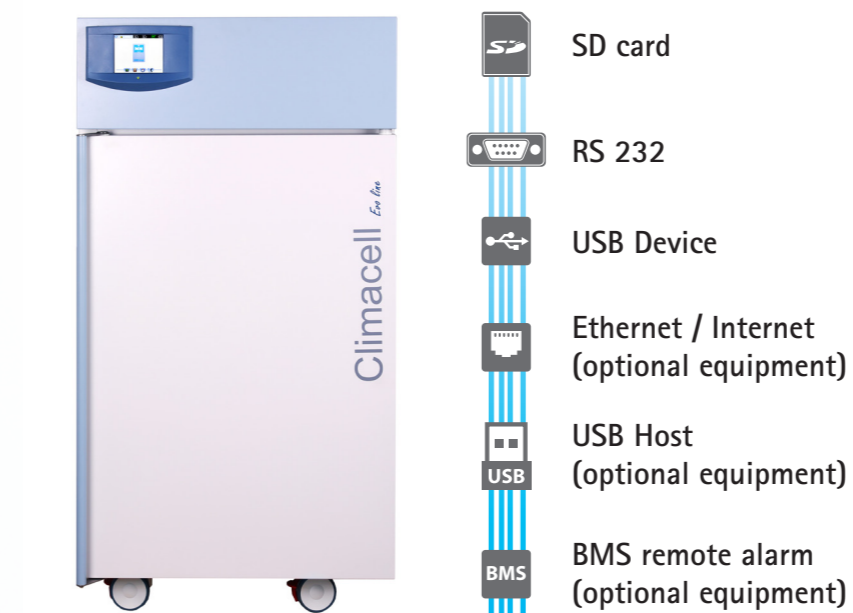 Climacell Evo line
SD
SD card
RS 232
USB Device
Ethernet / Internet
(optional equipment)
USB
USB Host
(optional equipment)
BMS
BMS remote alarm
(optional equipment)